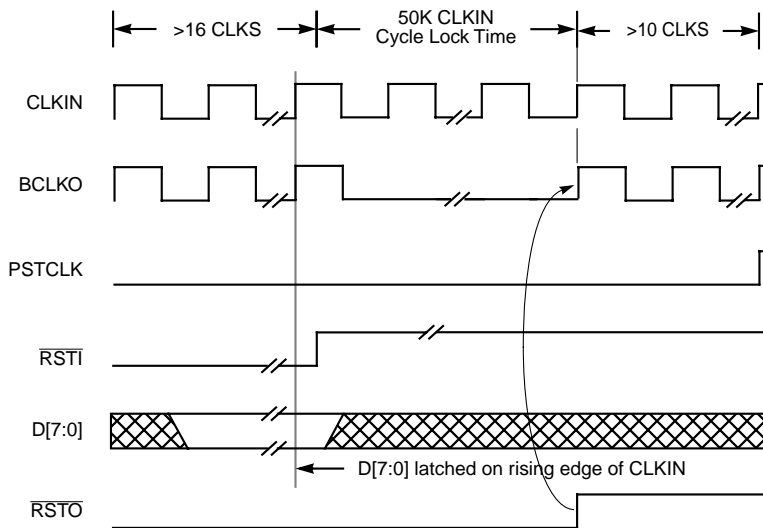 >16 CLKS
50K CLKIN
Cycle Lock Time
>10 CLKS
CLKIN
BCLKO
PSTCLK
RSTI
D[7:0]
D[7:0] latched on rising edge of CLKIN
RSTO